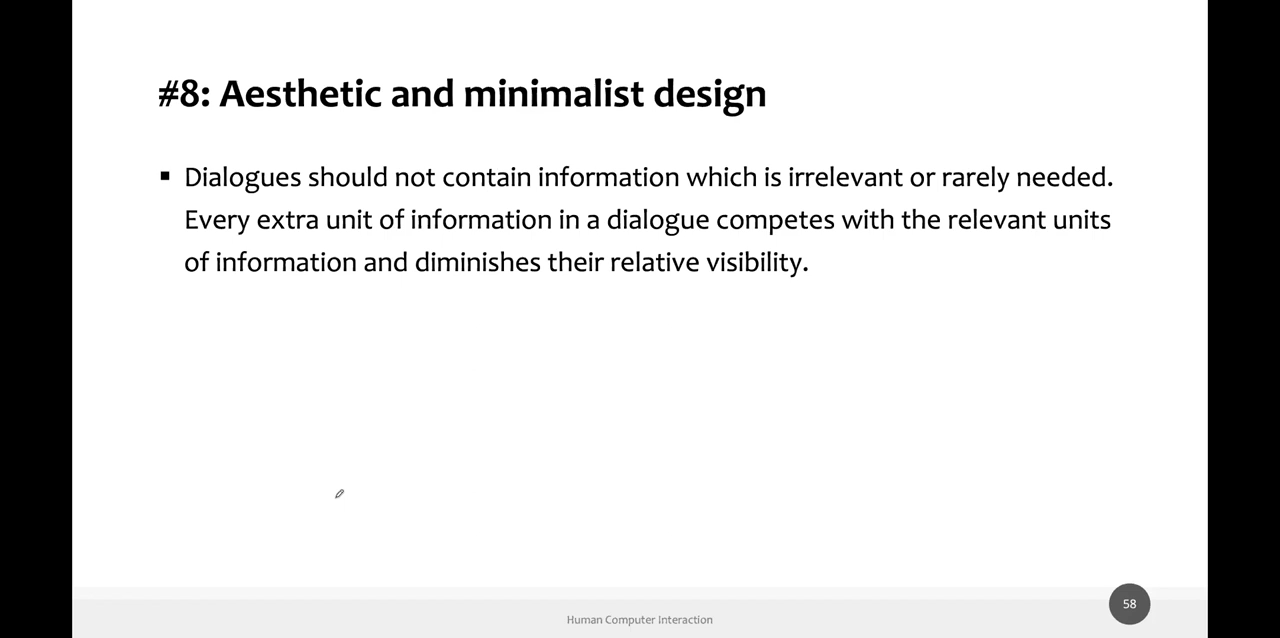 #8: Aesthetic and minimalist design
▪ Dialogues should not contain information which is irrelevant or rarely needed.
Every extra unit of information in a dialogue competes with the relevant units
of information and diminishes their relative visibility.
58
Human Computer Interaction